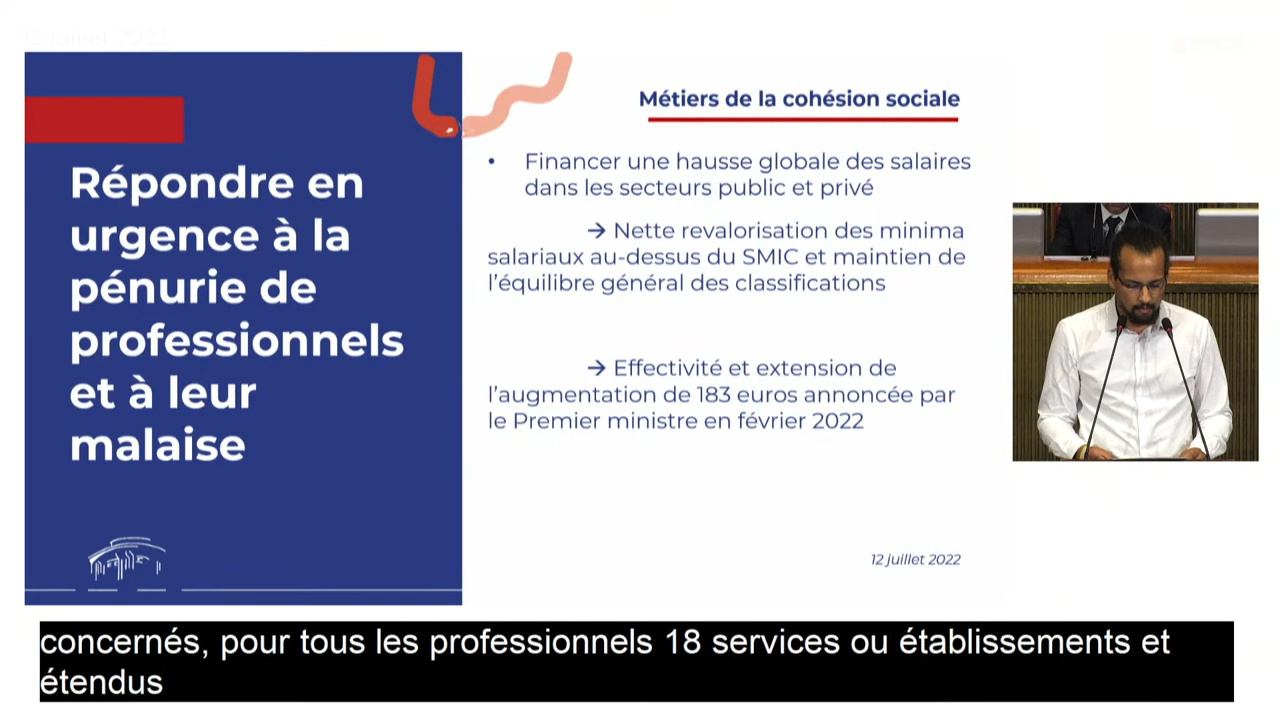 Répondre en
urgence à la
pénurie de
professionnels
et à leur
malaise
Métiers de la cohésion sociale
• Financer une hausse globale des salaires
dans les secteurs public et privé
→ Nette revalorisation des minima
salariaux au-dessus du SMIC et maintien de
l'équilibre général des classifications
→ Effectivité et extension de
l'augmentation de 183 euros annoncée par
le Premier ministre en février 2022
12 juillet 2022
concernés, pour tous les professionnels 18 services ou établissements et
étendus